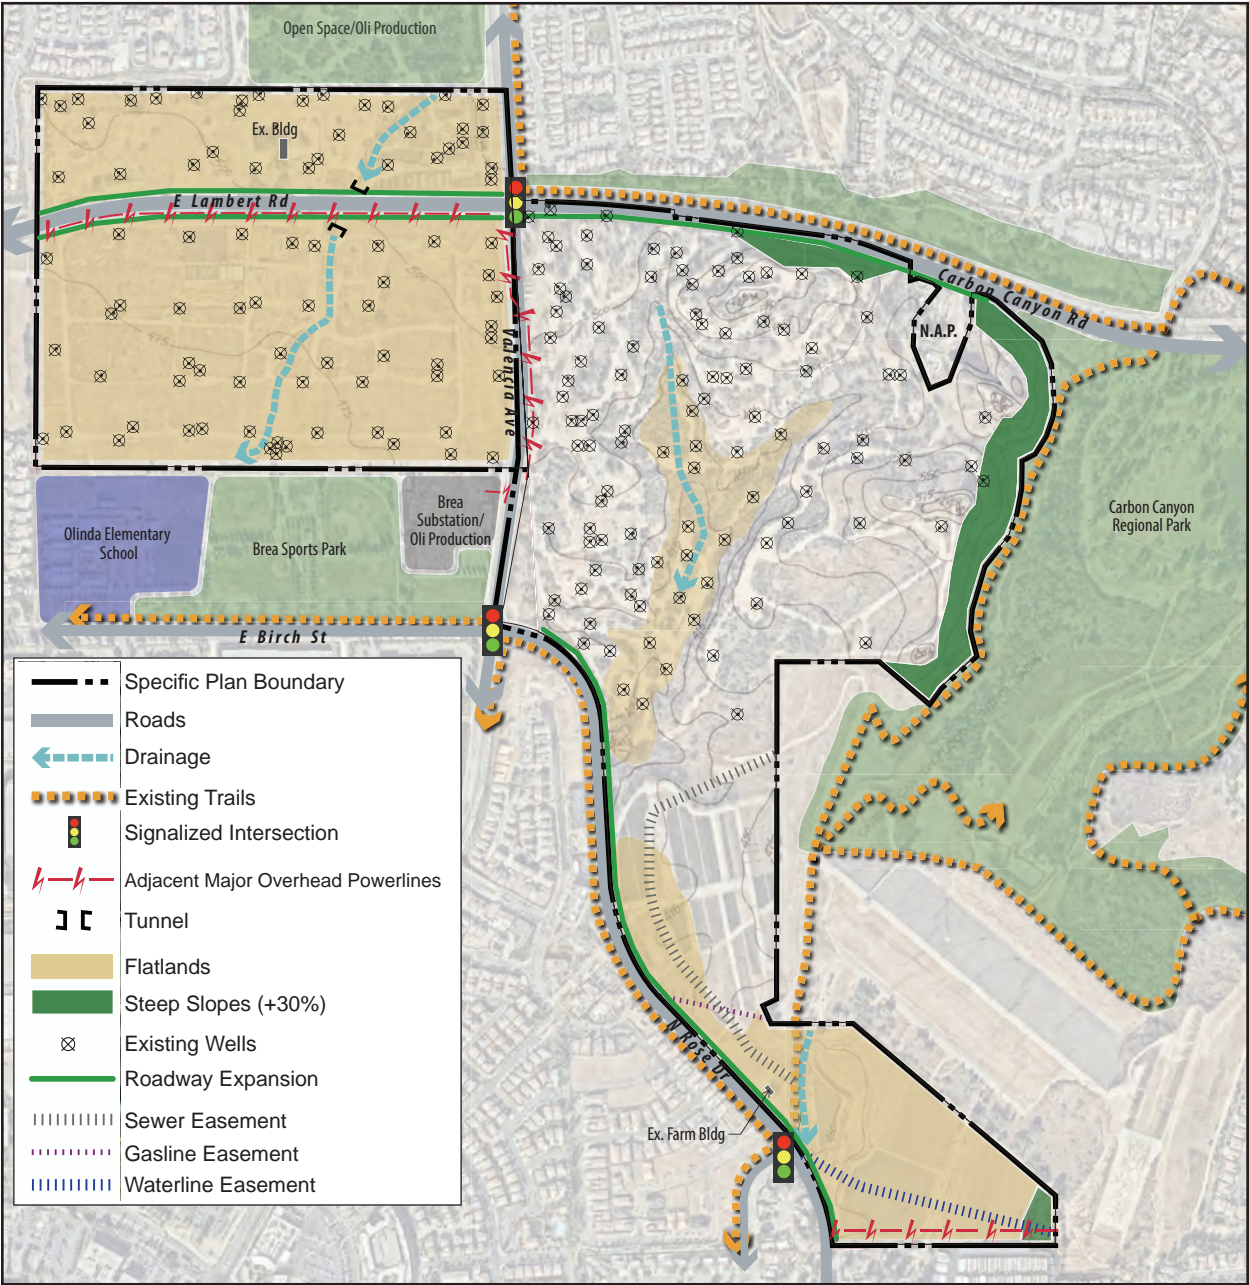 Open Space/Oli Production
Ex. Bldg
E Lambert Rd
Carbon Canyon Rd
N.A.P.
Valencia Ave
Carbon Canyon
Regional Park
Olinda Elementary
School
Brea Sports Park
Brea
Substation/
Oli Production
E Birch St
N Rose Dr
Ex. Farm Bldg
Specific Plan Boundary
Roads
Drainage
Existing Trails
Signalized Intersection
Adjacent Major Overhead Powerlines
Tunnel
Flatlands
Steep Slopes (+30%)
Existing Wells
Roadway Expansion
Sewer Easement
Gasline Easement
Waterline Easement